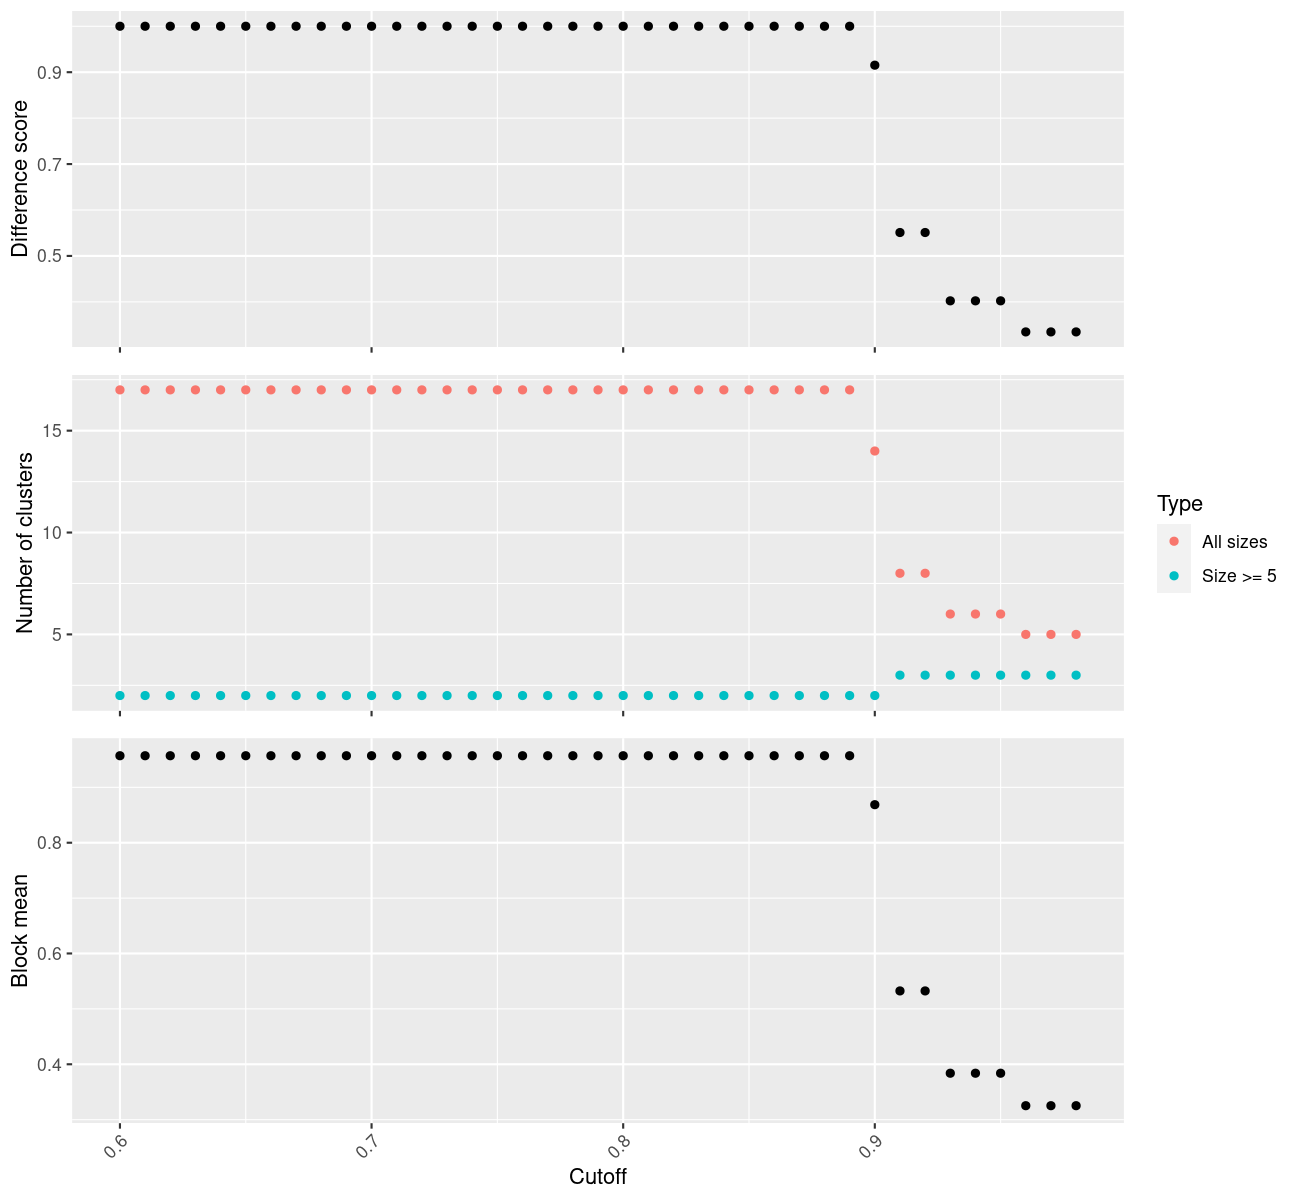 Difference score
0.9
0.7
0.5
Number of clusters
15
10
5
Type
All sizes
Size >= 5
Block mean
0.8
0.6
0.4
0.6
0.7
0.8
0.9
Cutoff